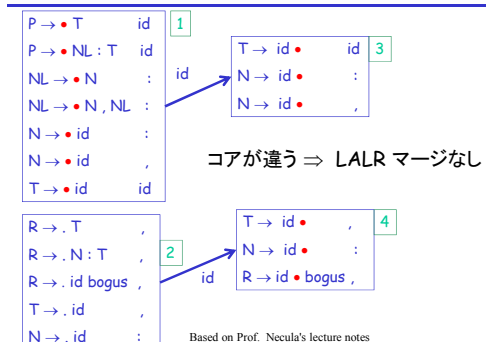 P → • T id 1
P → • NL : T id
NL → • N :
NL → • N , NL :
N → • id :
N → • id ,
T → • id id
id
T → id • id 3
N → id • :
N → id • ,
コアが違う ⇒ LALR マージなし
R → . T ,
R → . N : T ,
R → . id bogus ,
T → . id ,
N → . id :
2
id
T → id • , 4
N → id • :
R → id • bogus ,
Based on Prof. Necula's lecture notes